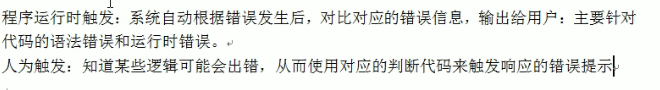 程序运行时触发：系统自动根据错误发生后，对比对应的错误信息，输出给用户：主要针对
代码的语法错误和运行时错误。
人为触发：知道某些逻辑可能会出错，从而使用对应的判断代码来触发响应的错误提示